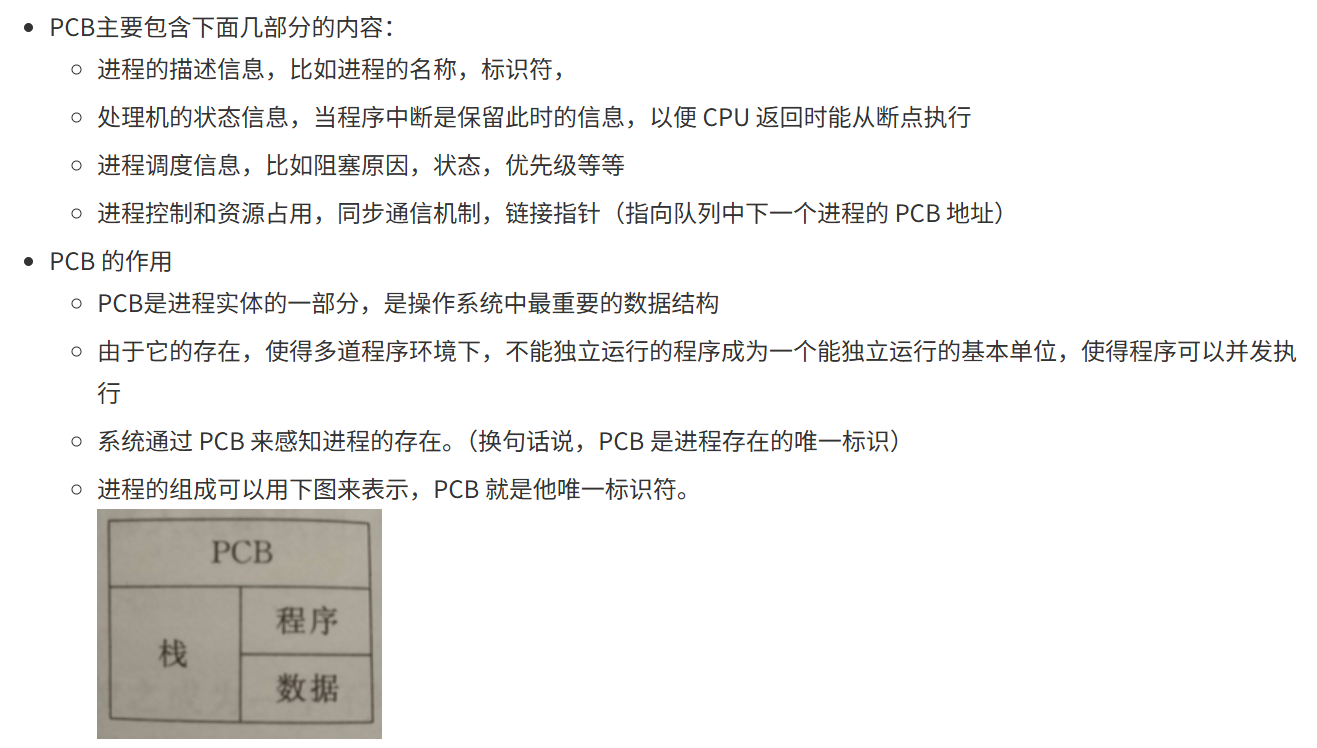 PCB主要包含下面几部分的内容：
进程的描述信息，比如进程的名称，标识符，
处理机的状态信息，当程序中断是保留此时的信息，以便 CPU 返回时能从断点执行
进程调度信息，比如阻塞原因，状态，优先级等等
进程控制和资源占用，同步通信机制，链接指针（指向队列中下一个进程的 PCB 地址）
PCB 的作用
PCB是进程实体的一部分，是操作系统中最重要的数据结构
由于它的存在，使得多道程序环境下，不能独立运行的程序成为一个能独立运行的基本单位，使得程序可以并发执
行
系统通过 PCB 来感知进程的存在。（换句话说，PCB 是进程存在的唯一标识）
进程的组成可以用下图来表示，PCB 就是他唯一标识符。
PCB
栈
程序
数据